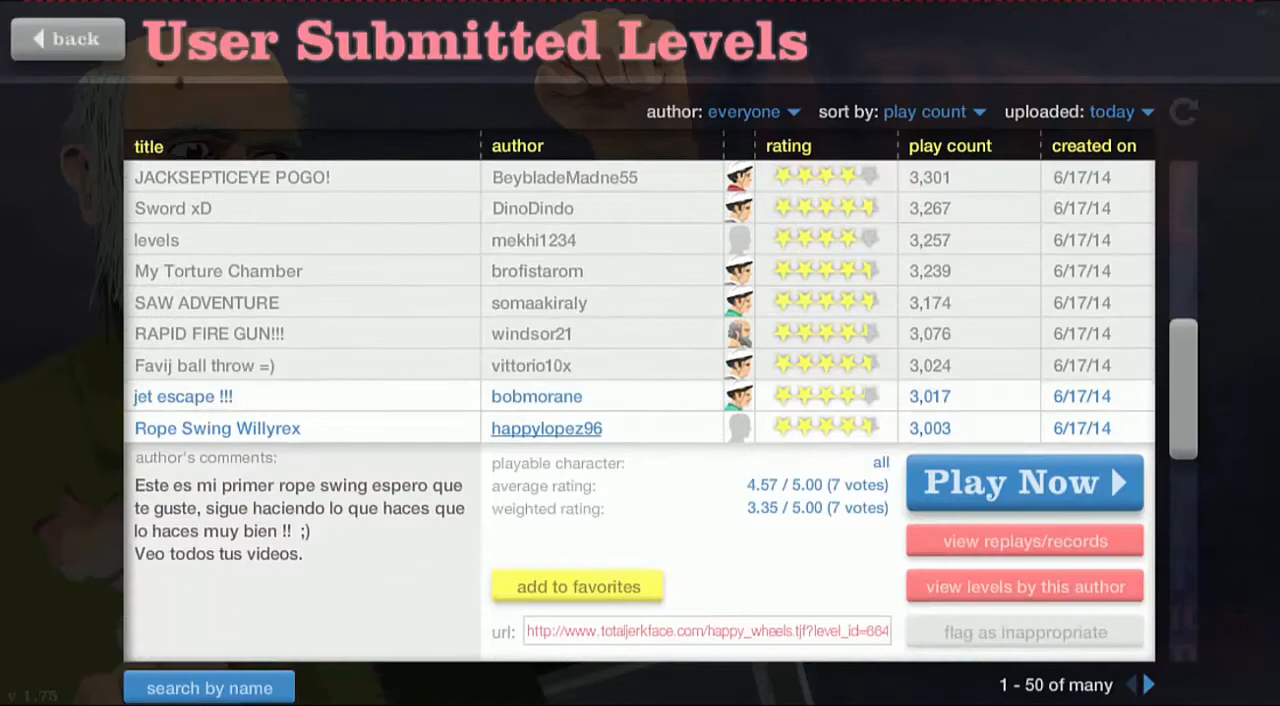 back
User Submitted Levels
author: everyone sort by: play count uploaded: today
title author rating play count created on
JACKSEPTICEYE POGO! BeybladeMadne55 3,301 6/17/14
Sword xD DinoDindo 3,267 6/17/14
levels mekhi1234 3,257 6/17/14
My Torture Chamber brofistarom 3,239 6/17/14
SAW ADVENTURE somaakiraly 3,174 6/17/14
RAPID FIRE GUN!!! windsor21 3,076 6/17/14
Favij ball throw =) vittorio10x 3,024 6/17/14
jet escape !!! bobmorane 3,017 6/17/14
Rope Swing Willyrex happylopez96 3,003 6/17/14
author's comments:
Este es mi primer rope swing espero que
te guste, sigue haciendo lo que haces que
lo haces muy bien !! ;)
Veo todos tus videos.
playable character: all
average rating: 4.57 / 5.00 (7 votes)
weighted rating: 3.35 / 5.00 (7 votes)
add to favorites
url: http://www.totaljerkface.com/happy_wheels.tjf?level_id=664
Play Now
view replays/records
view levels by this author
flag as inappropriate
v 1.75
search by name
1 - 50 of many